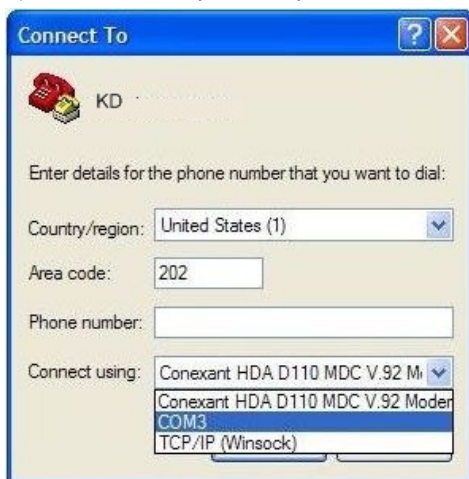 Connect To
KD
Enter details for the phone number that you want to dial:
Country/region: United States (1)
Area code: 202
Phone number:
Connect using: Conexant HDA D110 MDC V.92 M
Conexant HDA D110 MDC V.92 Moder
COM3
TCP/IP (Winsock)